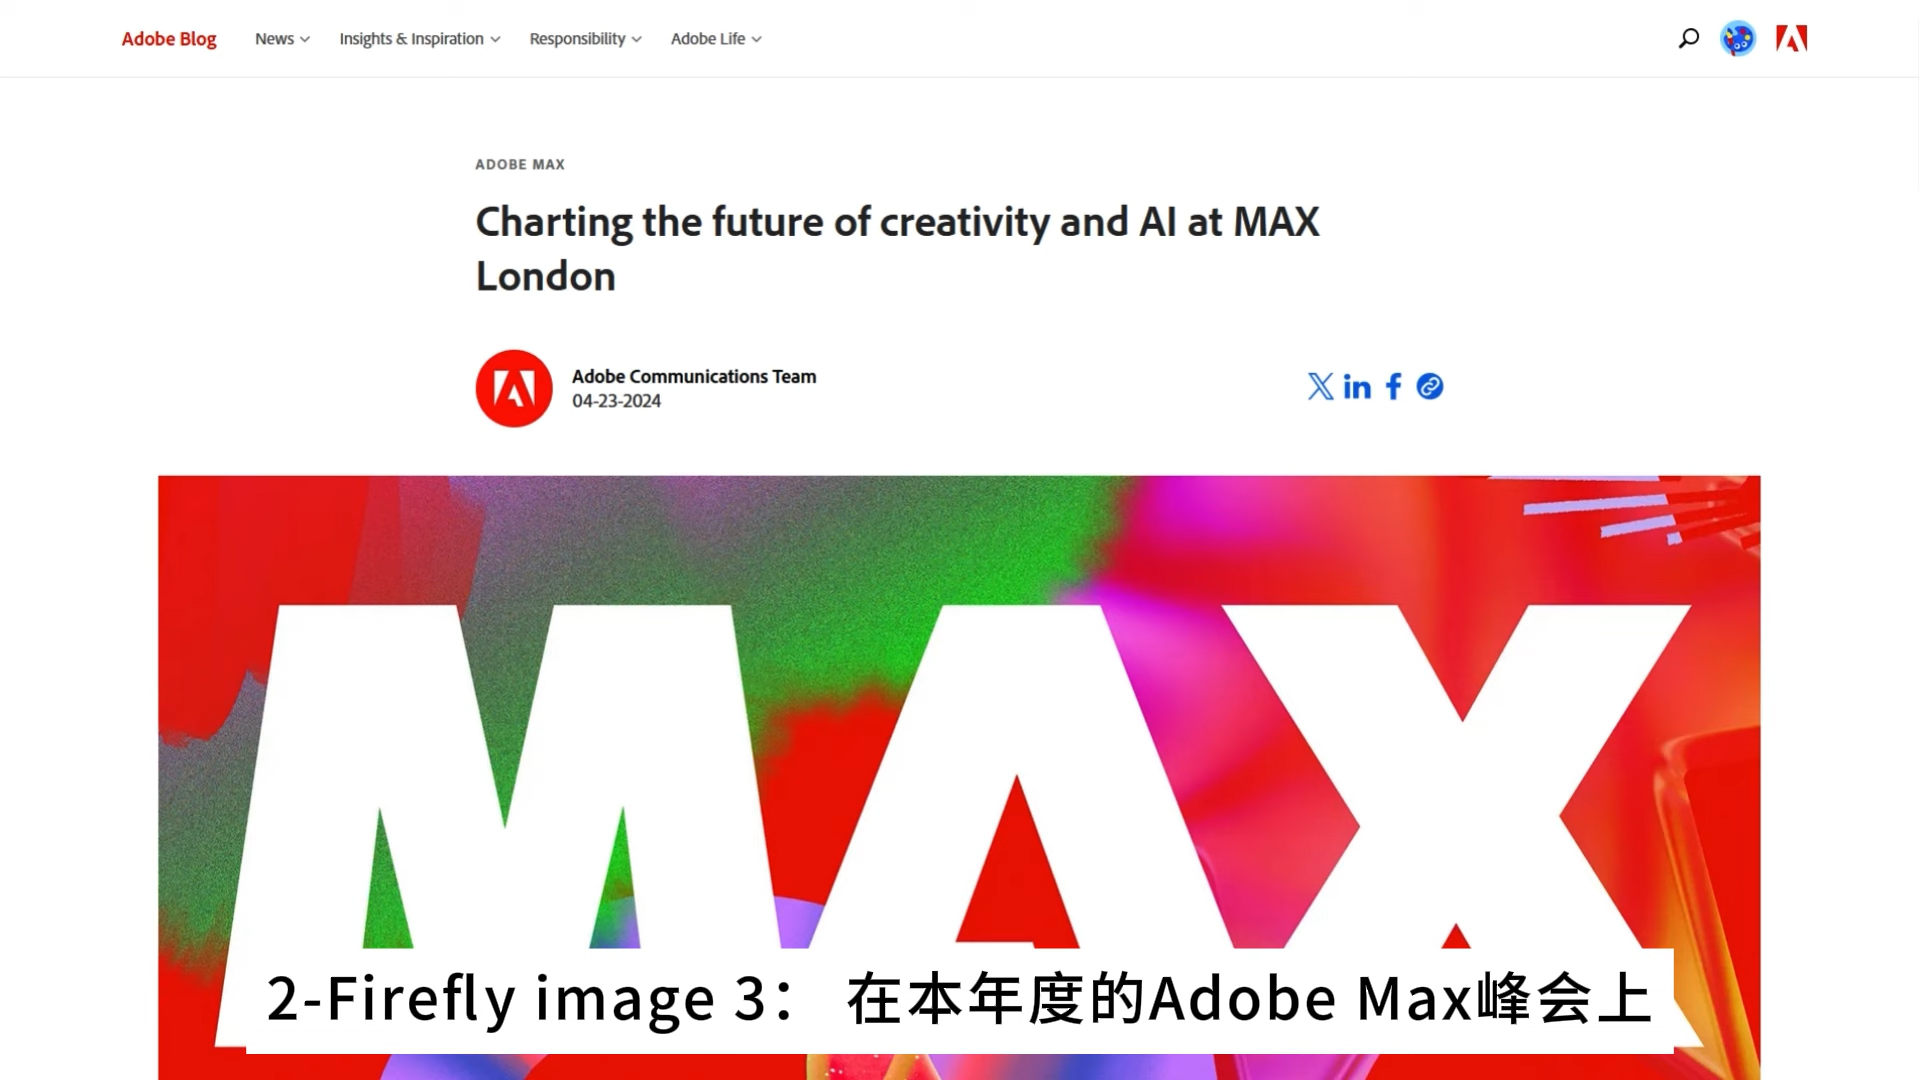 Adobe Blog News Insights & Inspiration Responsibility Adobe Life
ADOBE MAX
Charting the future of creativity and AI at MAX
London
Adobe Communications Team
04-23-2024
MAX
2-Firefly image 3： 在本年度的Adobe Max峰会上